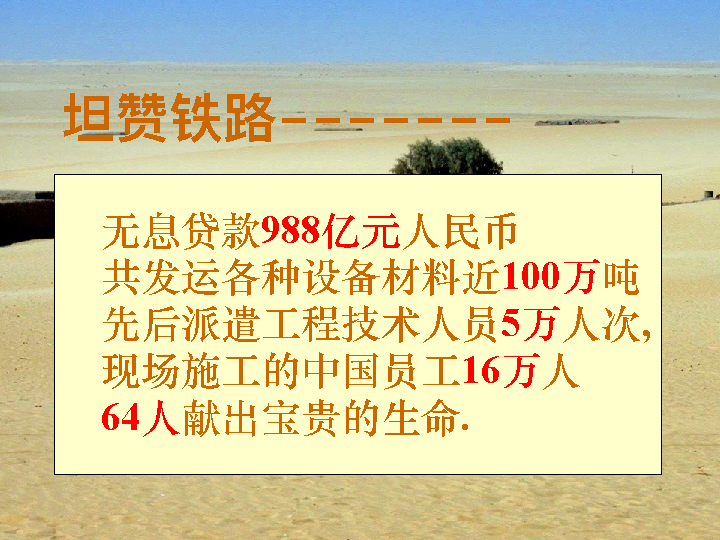 坦赞铁路-------
无息贷款988亿元人民币
共发运各种设备材料近100万吨
先后派遣工程技术人员5万人次,
现场施工的中国员工16万人
64人献出宝贵的生命.